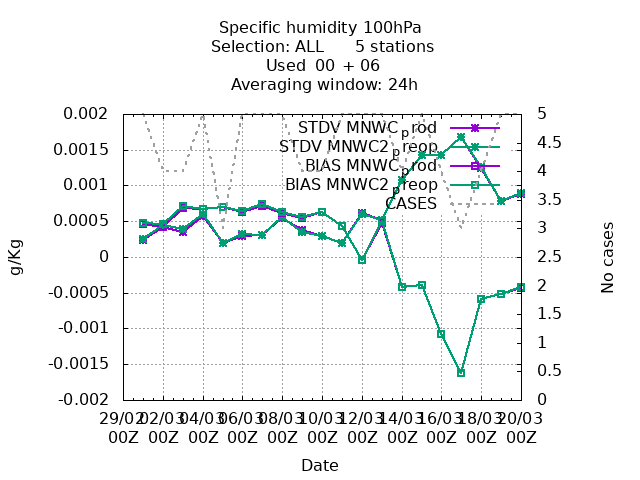 Specific humidity 100hPa
Selection: ALL 5 stations
Used 00 + 06
Averaging window: 24h
0.002
0.0015
0.001
0.0005
0
-0.0005
-0.001
-0.0015
-0.002
g/Kg
STDV MNWC_prod
STDV MNWC2_preop
BIAS MNWC_prod
BIAS MNWC2_preop
CASES
5
4.5
4
3.5
3
2.5
2
1.5
1
0.5
0
No cases
29/02 02/03 04/03 06/03 08/03 10/03 12/03 14/03 16/03 18/03 20/03
00Z 00Z 00Z 00Z 00Z 00Z 00Z 00Z 00Z 00Z 00Z
Date